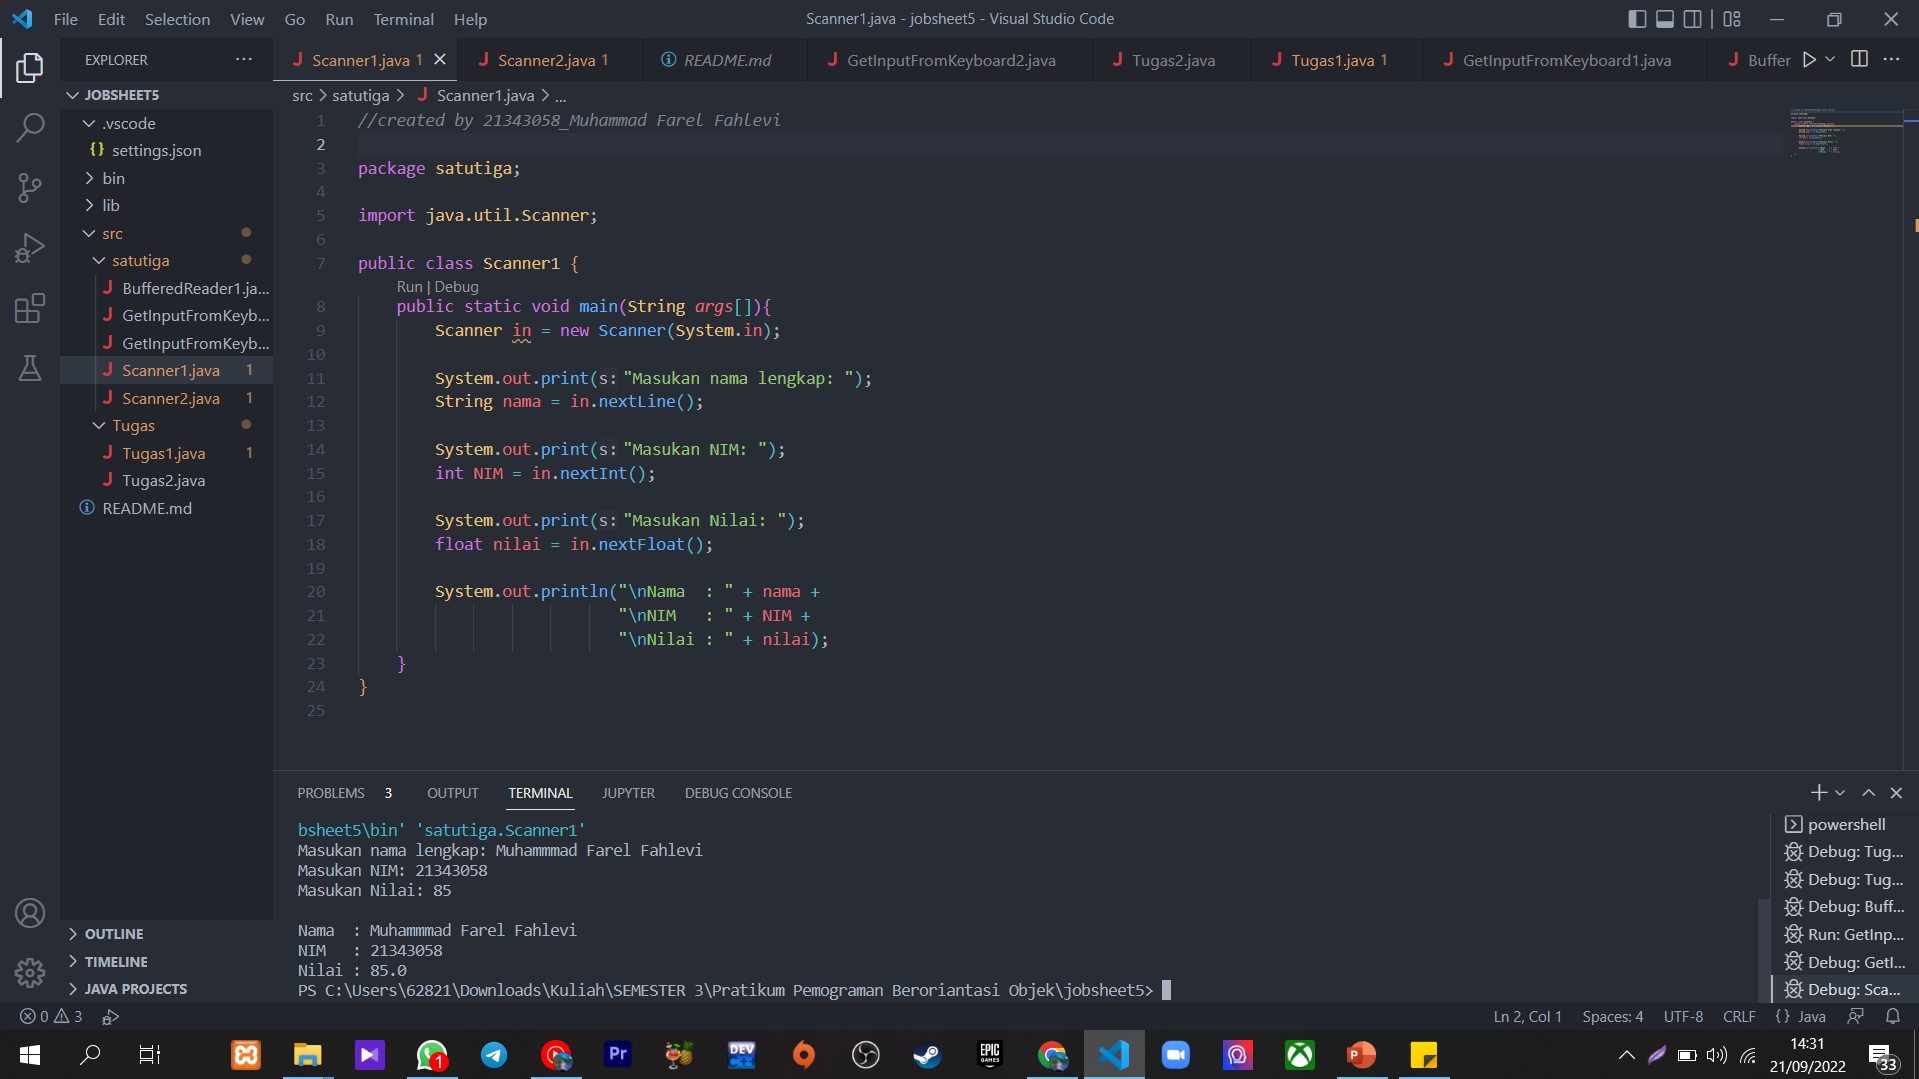 File Edit Selection View Go Run Terminal Help
Scanner1.java - jobsheet5 - Visual Studio Code
EXPLORER
Scanner1.java 1
Scanner2.java 1
README.md
GetInputFromKeyboard2.java
Tugas2.java
Tugas1.java 1
GetInputFromKeyboard1.java
Buffer
JOBSHEET5
.vscode
settings.json
bin
lib
src
satutiga
BufferedReader1.ja...
GetInputFromKeyb...
GetInputFromKeyb...
Scanner1.java 1
Scanner2.java 1
Tugas
Tugas1.java 1
Tugas2.java
README.md
OUTLINE
TIMELINE
JAVA PROJECTS
src > satutiga > Scanner1.java > ...
1 //created by 21343058_Muhammad Farel Fahlevi
2
3 package satutiga;
4
5 import java.util.Scanner;
6
7 public class Scanner1 {
Run | Debug
8 public static void main(String args[]){
9 Scanner in = new Scanner(System.in);
10
11 System.out.print(s: "Masukan nama lengkap: ");
12 String nama = in.nextLine();
13
14 System.out.print(s: "Masukan NIM: ");
15 int NIM = in.nextInt();
16
17 System.out.print(s: "Masukan Nilai: ");
18 float nilai = in.nextFloat();
19
20 System.out.println("\nNama  : " + nama +
21 "\nNIM   : " + NIM +
22 "\nNilai : " + nilai);
23 }
24 }
25
PROBLEMS 3 OUTPUT TERMINAL JUPYTER DEBUG CONSOLE
bsheet5\bin' 'satutiga.Scanner1'
Masukan nama lengkap: Muhammmad Farel Fahlevi
Masukan NIM: 21343058
Masukan Nilai: 85
Nama  : Muhammmad Farel Fahlevi
NIM   : 21343058
Nilai : 85.0
PS C:\Users\62821\Downloads\Kuliah\SEMESTER 3\Pratikum Pemograman Beroriantasi Objek\jobsheet5>
powershell
Debug: Tug...
Debug: Tug...
Debug: Buff...
Run: GetInp...
Debug: GetI...
Debug: Sca...
0 3
Ln 2, Col 1 Spaces: 4 UTF-8 CRLF {} Java
1
Pr
DEV
EPIC GAMES
P
14:31
21/09/2022
33